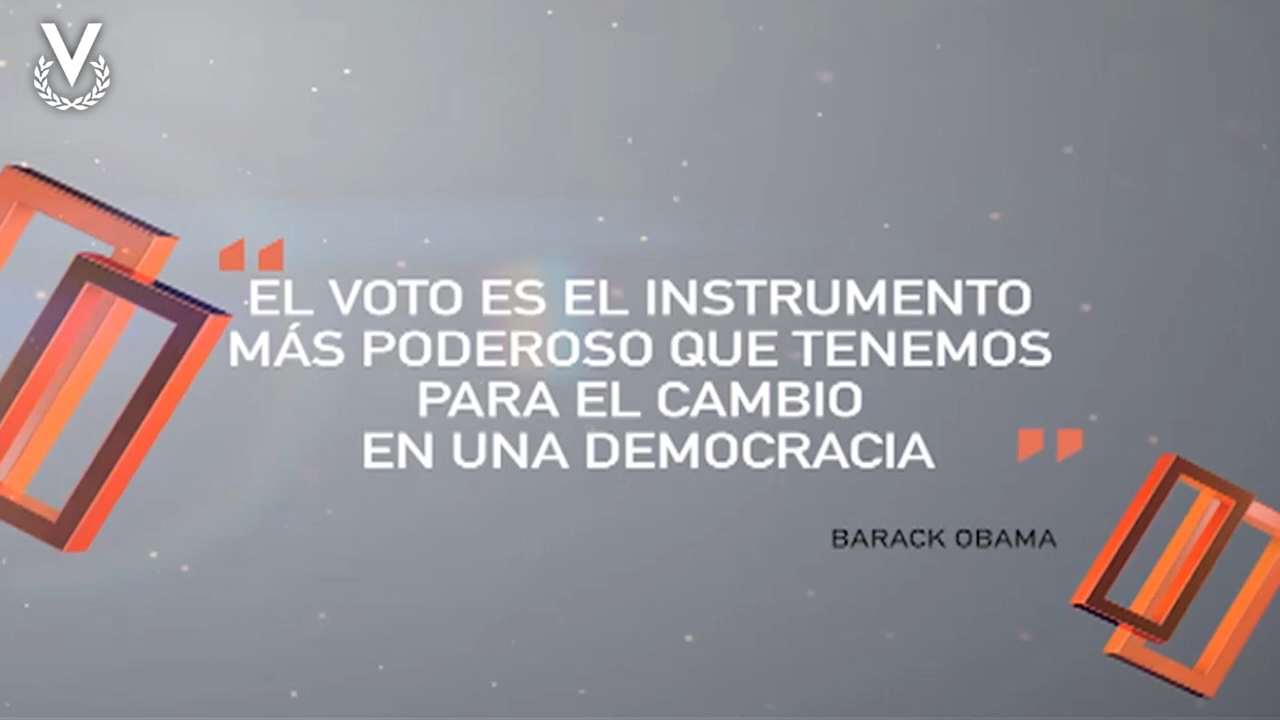 “EL VOTO ES EL INSTRUMENTO
MÁS PODEROSO QUE TENEMOS
PARA EL CAMBIO
EN UNA DEMOCRACIA”
BARACK OBAMA